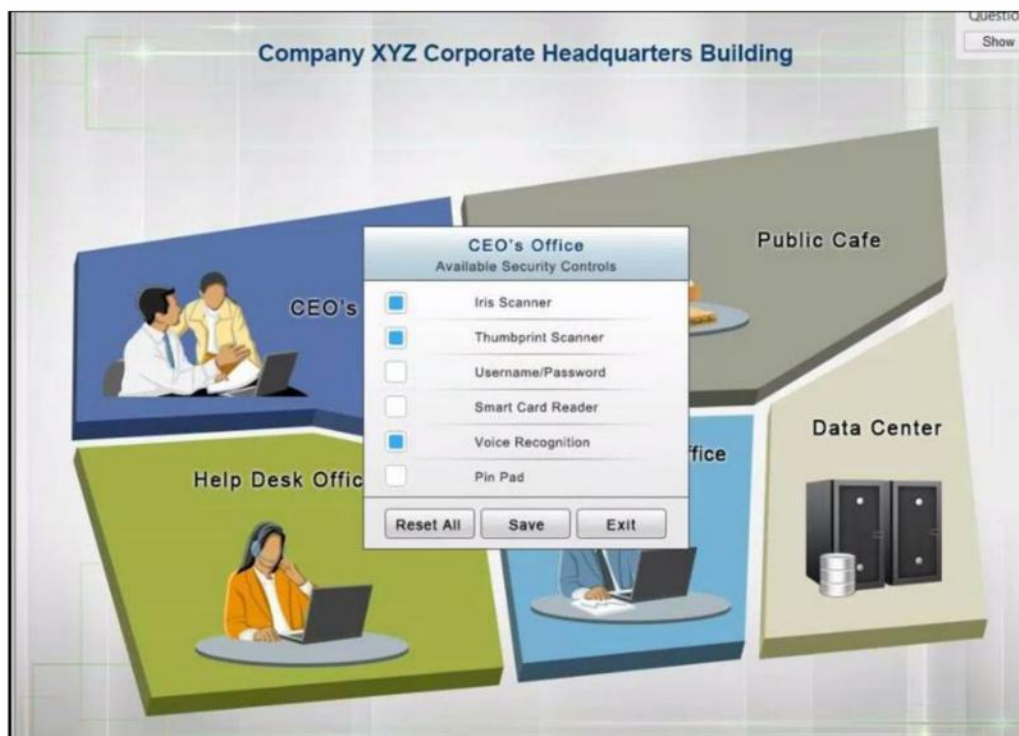 Questio
Show
Company XYZ Corporate Headquarters Building
Public Cafe
CEO's
CEO's Office
Available Security Controls
Iris Scanner
Thumbprint Scanner
Username/Password
Smart Card Reader
Voice Recognition
Pin Pad
Reset All
Save
Exit
Help Desk Offic
ffice
Data Center